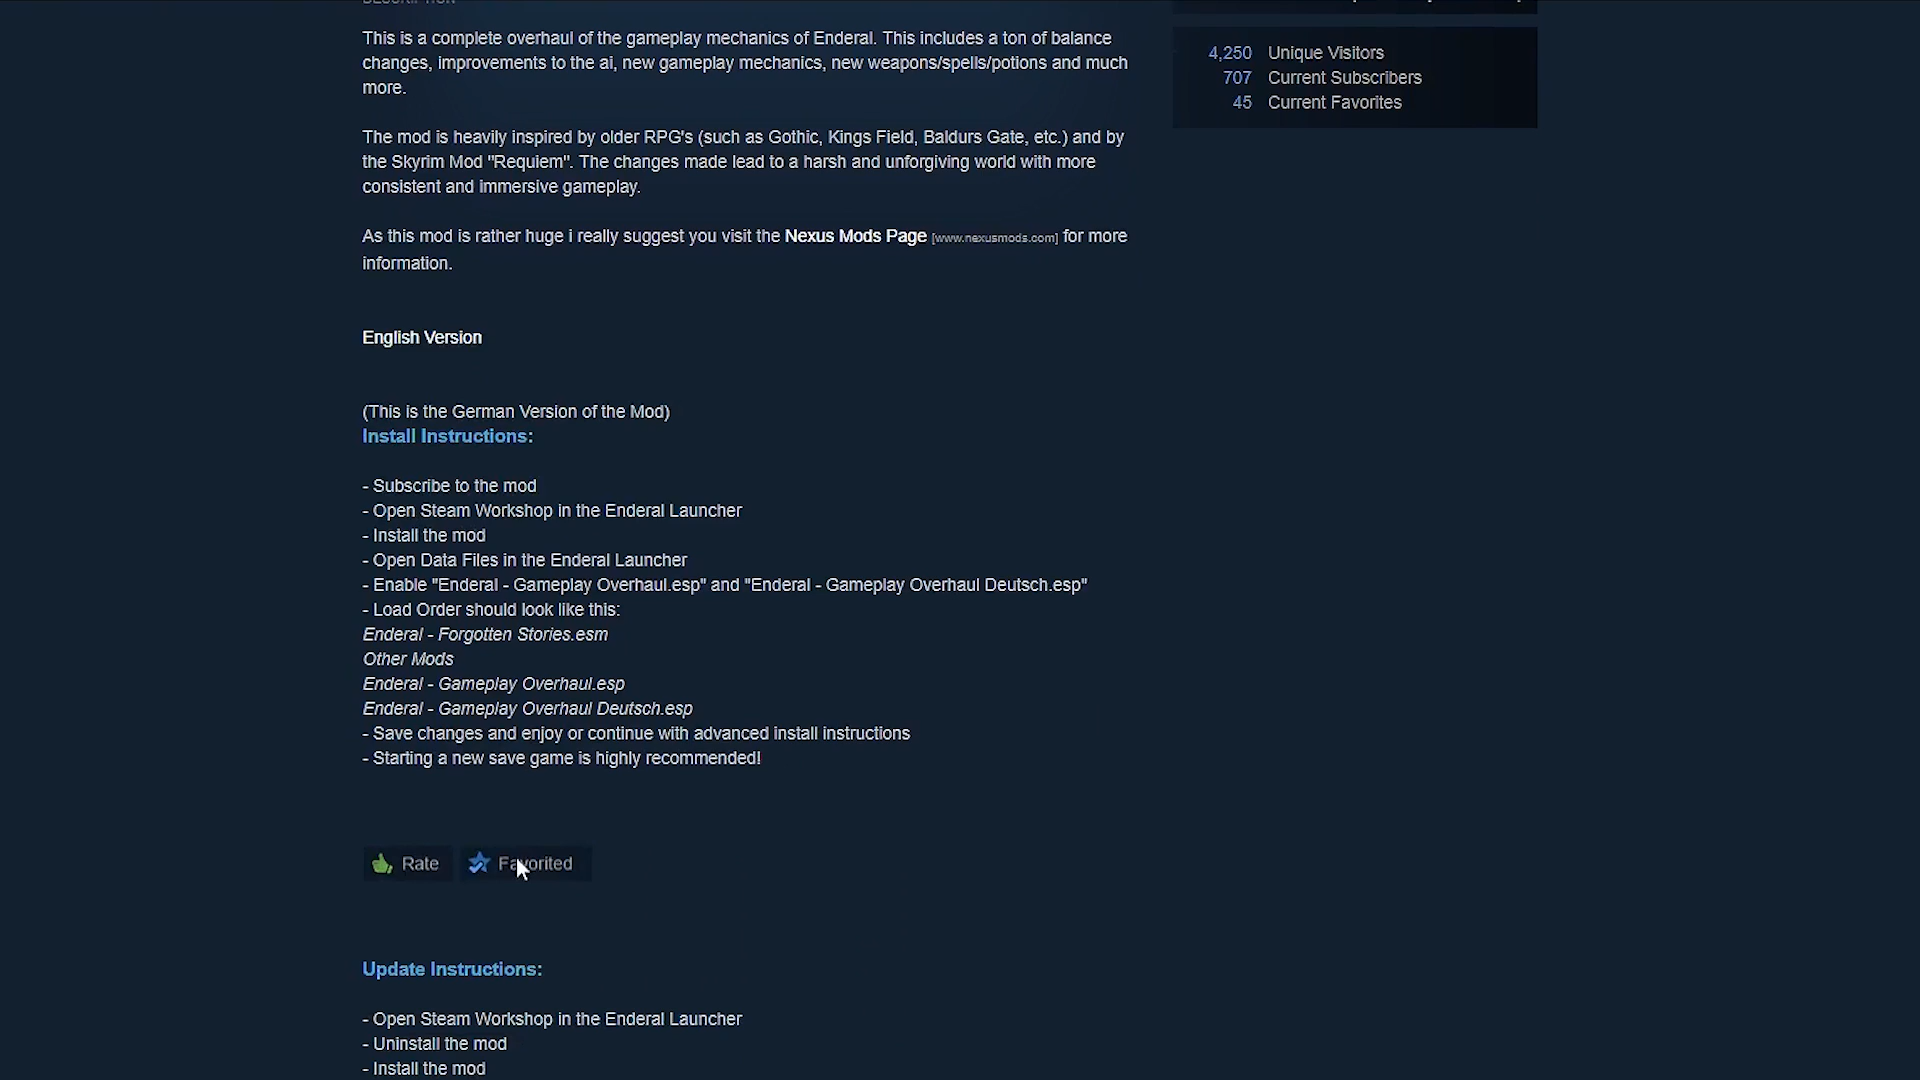 DESCRIPTION
This is a complete overhaul of the gameplay mechanics of Enderal. This includes a ton of balance
changes, improvements to the ai, new gameplay mechanics, new weapons/spells/potions and much
more.
The mod is heavily inspired by older RPG's (such as Gothic, Kings Field, Baldurs Gate, etc.) and by
the Skyrim Mod "Requiem". The changes made lead to a harsh and unforgiving world with more
consistent and immersive gameplay.
As this mod is rather huge i really suggest you visit the Nexus Mods Page [www.nexusmods.com] for more
information.
English Version
(This is the German Version of the Mod)
Install Instructions:
- Subscribe to the mod
- Open Steam Workshop in the Enderal Launcher
- Install the mod
- Open Data Files in the Enderal Launcher
- Enable "Enderal - Gameplay Overhaul.esp" and "Enderal - Gameplay Overhaul Deutsch.esp"
- Load Order should look like this:
Enderal - Forgotten Stories.esm
Other Mods
Enderal - Gameplay Overhaul.esp
Enderal - Gameplay Overhaul Deutsch.esp
- Save changes and enjoy or continue with advanced install instructions
- Starting a new save game is highly recommended!
Rate
Favorited
Update Instructions:
- Open Steam Workshop in the Enderal Launcher
- Uninstall the mod
- Install the mod
4,250 Unique Visitors
707 Current Subscribers
45 Current Favorites